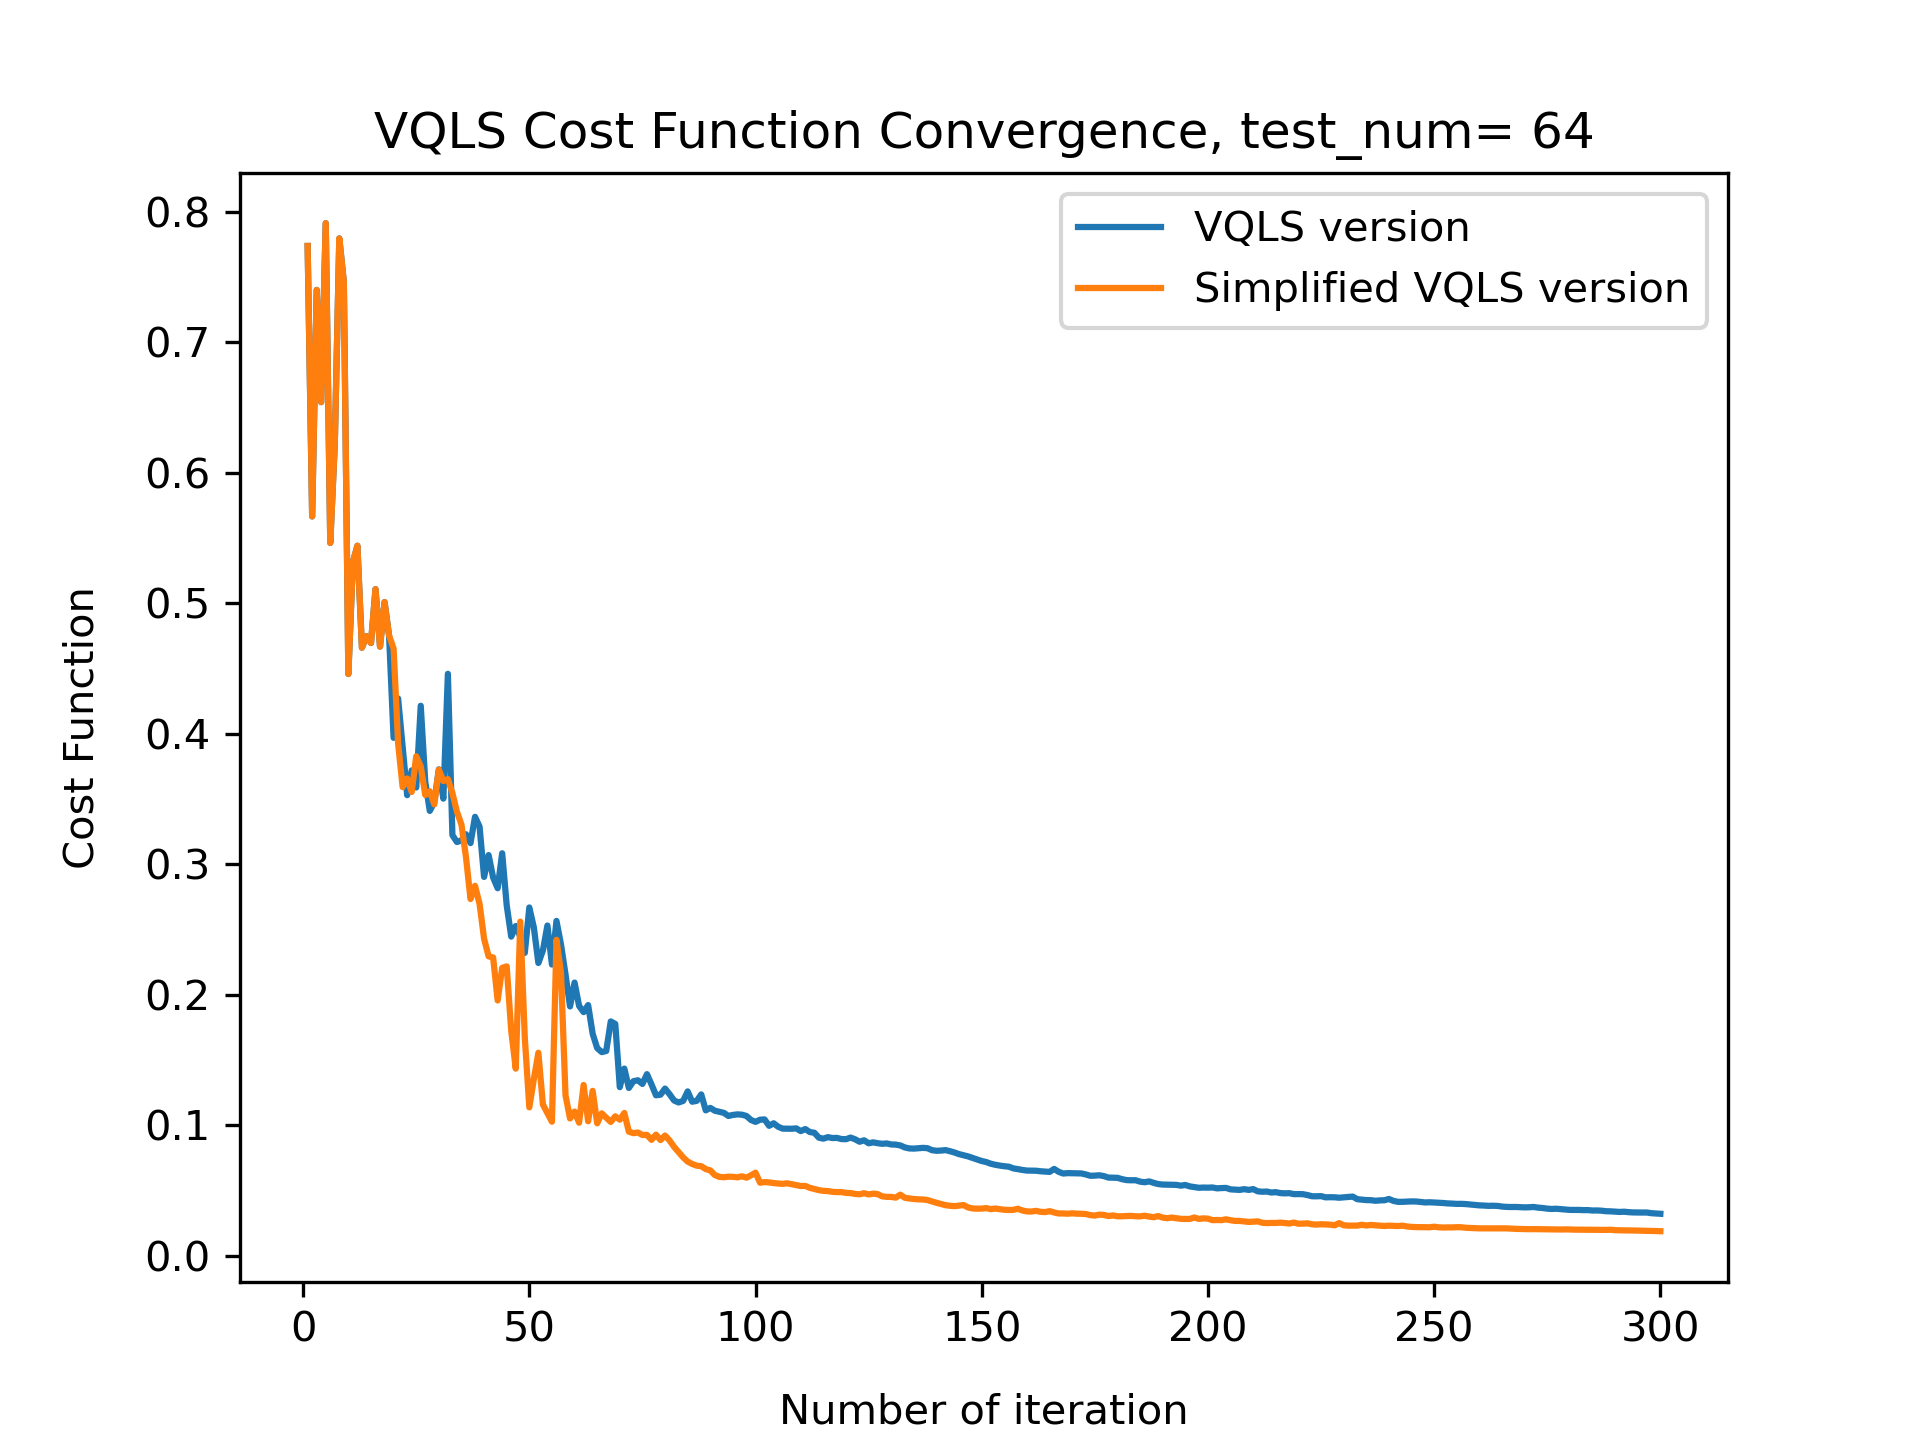 VQLS Cost Function Convergence, test_num= 64
VQLS version
Simplified VQLS version
0.8
0.7
0.6
0.5
0.4
0.3
0.2
0.1
0.0
Cost Function
0 50 100 150 200 250 300
Number of iteration